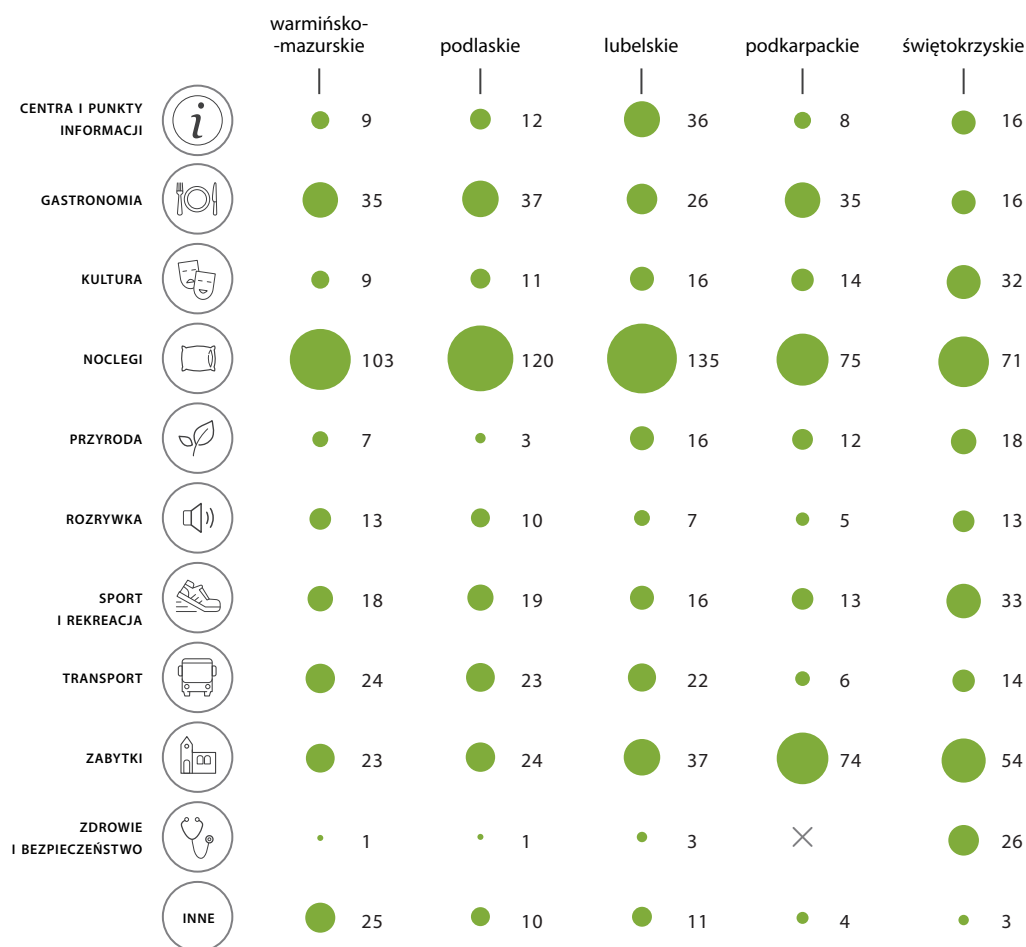 warmińsko-
-mazurskie podlaskie lubelskie podkarpackie świętokrzyskie
CENTRA I PUNKTY
INFORMACJI i 9 12 36 8 16
GASTRONOMIA 35 37 26 35 16
KULTURA 9 11 16 14 32
NOCLEGI 103 120 135 75 71
PRZYRODA 7 3 16 12 18
ROZRYWKA 13 10 7 5 13
SPORT
I REKREACJA 18 19 16 13 33
TRANSPORT 24 23 22 6 14
ZABYTKI 23 24 37 74 54
ZDROWIE
I BEZPIECZEŃSTWO 1 1 3 26
INNE 25 10 11 4 3